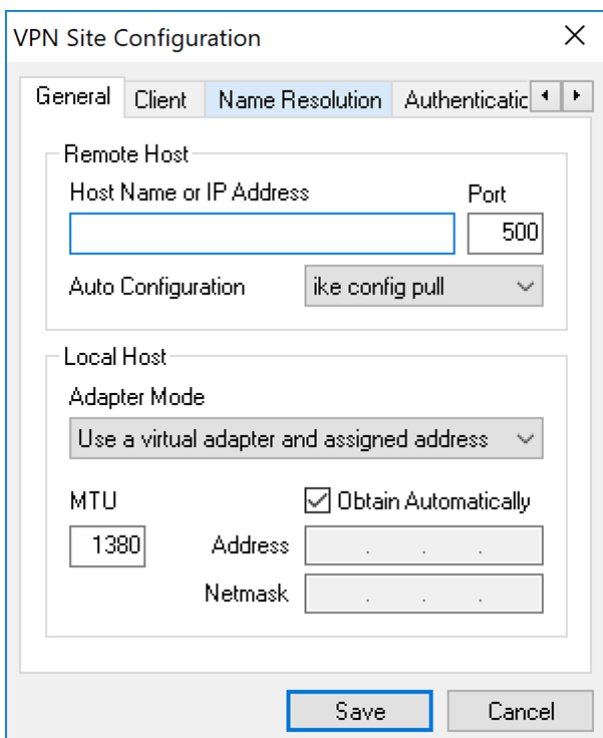 VPN Site Configuration
General Client Name Resolution Authenticatic
Remote Host
Host Name or IP Address Port
500
Auto Configuration ike config pull
Local Host
Adapter Mode
Use a virtual adapter and assigned address
MTU Obtain Automatically
1380 Address . . .
Netmask . . .
Save Cancel